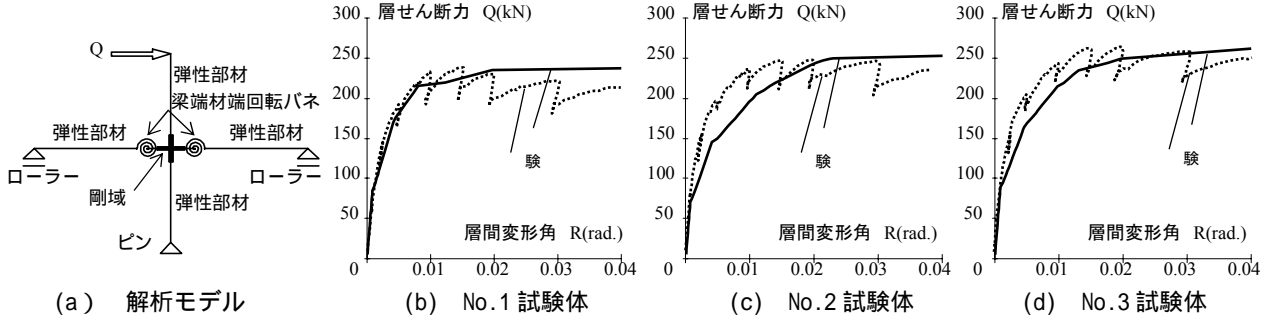 Q
弾性部材
梁端材端回転バネ
弾性部材
弾性部材
ローラー
ローラー
剛域
弾性部材
ピン
(a) 解析モデル
層せん断力 Q(kN)
300
250
200
150
100
50
0
験
層間変形角 R(rad.)
0.01
0.02
0.03
0.04
(b) No.1試験体
層せん断力 Q(kN)
300
250
200
150
100
50
0
験
層間変形角 R(rad.)
0.01
0.02
0.03
0.04
(c) No.2試験体
層せん断力 Q(kN)
300
250
200
150
100
50
0
験
層間変形角 R(rad.)
0.01
0.02
0.03
0.04
(d) No.3試験体